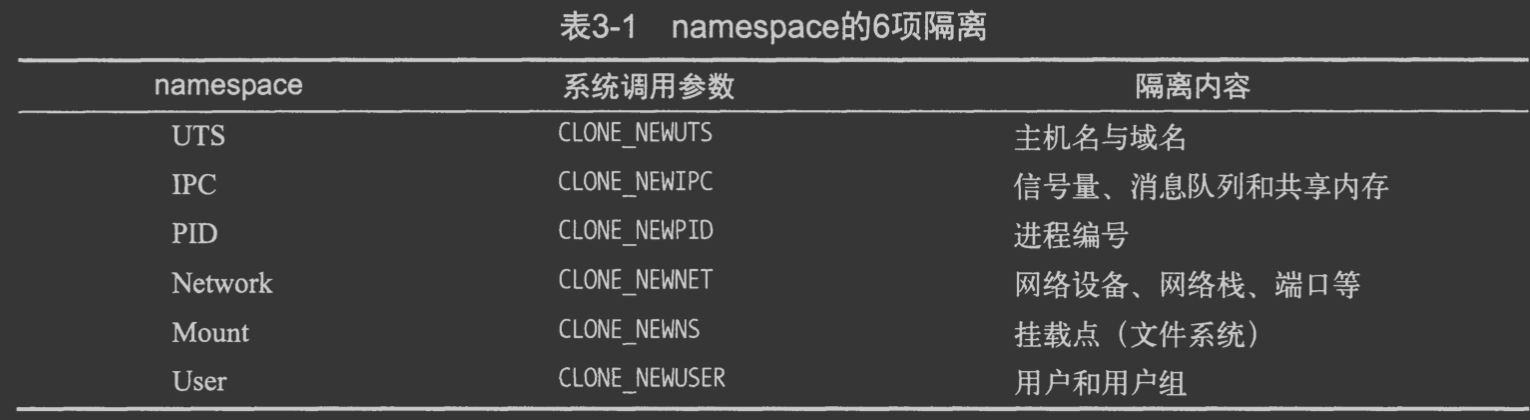 表3-1 namespace的6项隔离
namespace 系统调用参数 隔离内容
UTS CLONE_NEWUTS 主机名与域名
IPC CLONE_NEWIPC 信号量、消息队列和共享内存
PID CLONE_NEWPID 进程编号
Network CLONE_NEWNET 网络设备、网络栈、端口等
Mount CLONE_NEWNS 挂载点（文件系统）
User CLONE_NEWUSER 用户和用户组